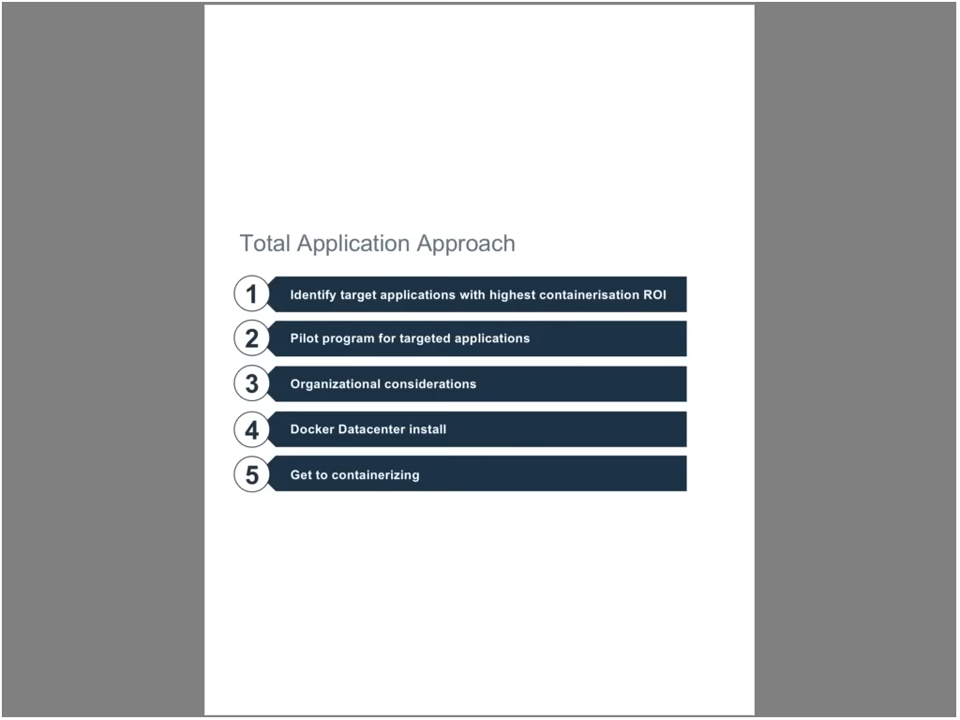 Total Application Approach
1 Identify target applications with highest containerisation ROI
2 Pilot program for targeted applications
3 Organizational considerations
4 Docker Datacenter install
5 Get to containerizing